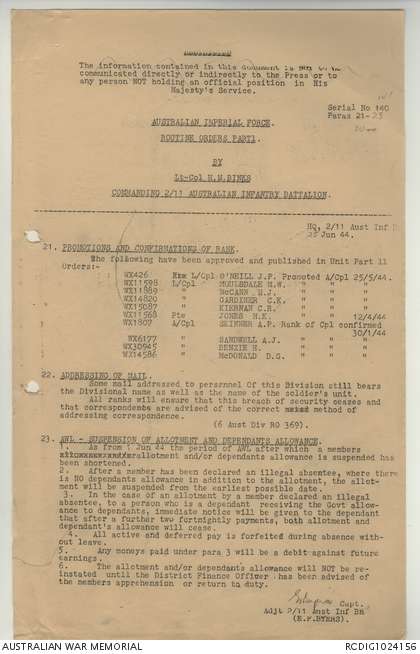 The information contained in this document is not to be
communicated directly or indirectly to the Press or to
any person NOT holding an official position in His
Majesty's Service.
Serial No 140
Paras 21-23
AUSTRALIAN IMPERIAL FORCE.
ROUTINE ORDERS PART1.
BY
Lt-Col H.N.BINKS
COMMANDING 2/11 AUSTRALIAN INFANTRY BATTALION.
HQ, 2/11 Aust Inf B
23 Jun 44.
21. PROMOTIONS AND CONFIRMATIONS OF RANK.
The following have been approved and published in Unit Part 11
Orders:-
WX426 L/Cpl O'NEILL J.P. Promoted A/Cpl 25/5/44.
WX11598 L/Cpl MOULSDALE M.W. " " "
WX11889 " McCANN H.J. " " "
WX14820 " GARDINER C.K. " " "
WX15087 " KIERNAN C.R. " " "
WX11568 Pte JONES H.K. " " 12/4/44
WX1807 A/Cpl SKINNER A.P. Rank of Cpl confirmed
30/1/44
WX6177 " SANDWELL A.J. " " "
WX30945 " BENZIE H. " " "
WX14586 " McDONALD D.G. " " "
22. ADDRESSING OF MAIL.
Some mail addressed to personnel Of this Division still bears
the Divisional name as well as the name of the soldier's unit.
All ranks will ensure that this breach of security ceases and
that correspondents are advised of the correct method of
addressing correspondence.
(6 Aust Div RO 369).
23. AWL - SUSPENSION OF ALLOTMENT AND DEPENDANTS ALLOWANCE.
1. As from 1 Jun 44 the period of AWL after which a members
allotment and/or dependants allowance is suspended has
been shortened.
2. After a member has been declared an illegal absentee, where there
is NO dependants allowance in addition to the allotment, the allot-
ment will be suspended from the earliest possible date.
3. In the case of an allotment by a member declared an illegal
absentee, to a person who is a dependant receiving the Govt allow-
ance to dependants, immediate notice will be given to the dependant
that after a further two fortnightly payments, both allotment and
dependant's allowance will cease.
4. All active and deferred pay is forfeited during absence with-
out leave.
5. Any moneys paid under para 3 will be a debit against future
earnings.
6. The allotment and/or dependants allowance will NOT be re-
instated until the District Finance Officer has been advised of
the members apprehension or return to duty.
Capt.
Adjt 2/11 Aust Inf Bn
(E.F.BYERS).
AUSTRALIAN WAR MEMORIAL
RCDIG1024156